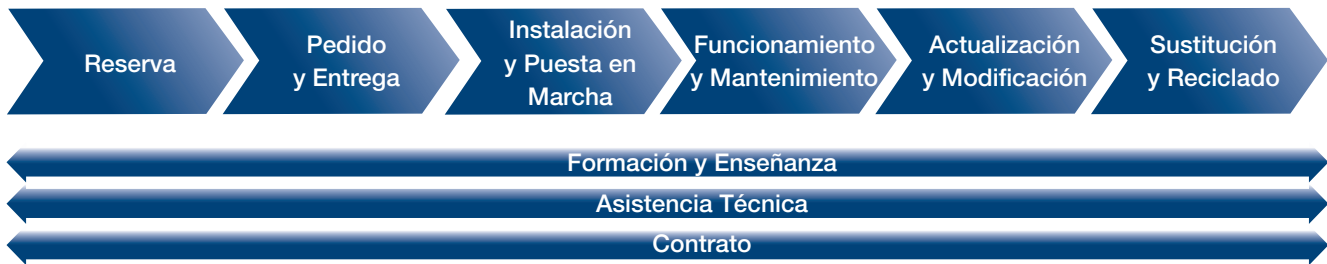 Reserva
Pedido
y Entrega
Instalación
y Puesta en
Marcha
Funcionamiento
y Mantenimiento
Actualización
y Modificación
Sustitución
y Reciclado
Formación y Enseñanza
Asistencia Técnica
Contrato